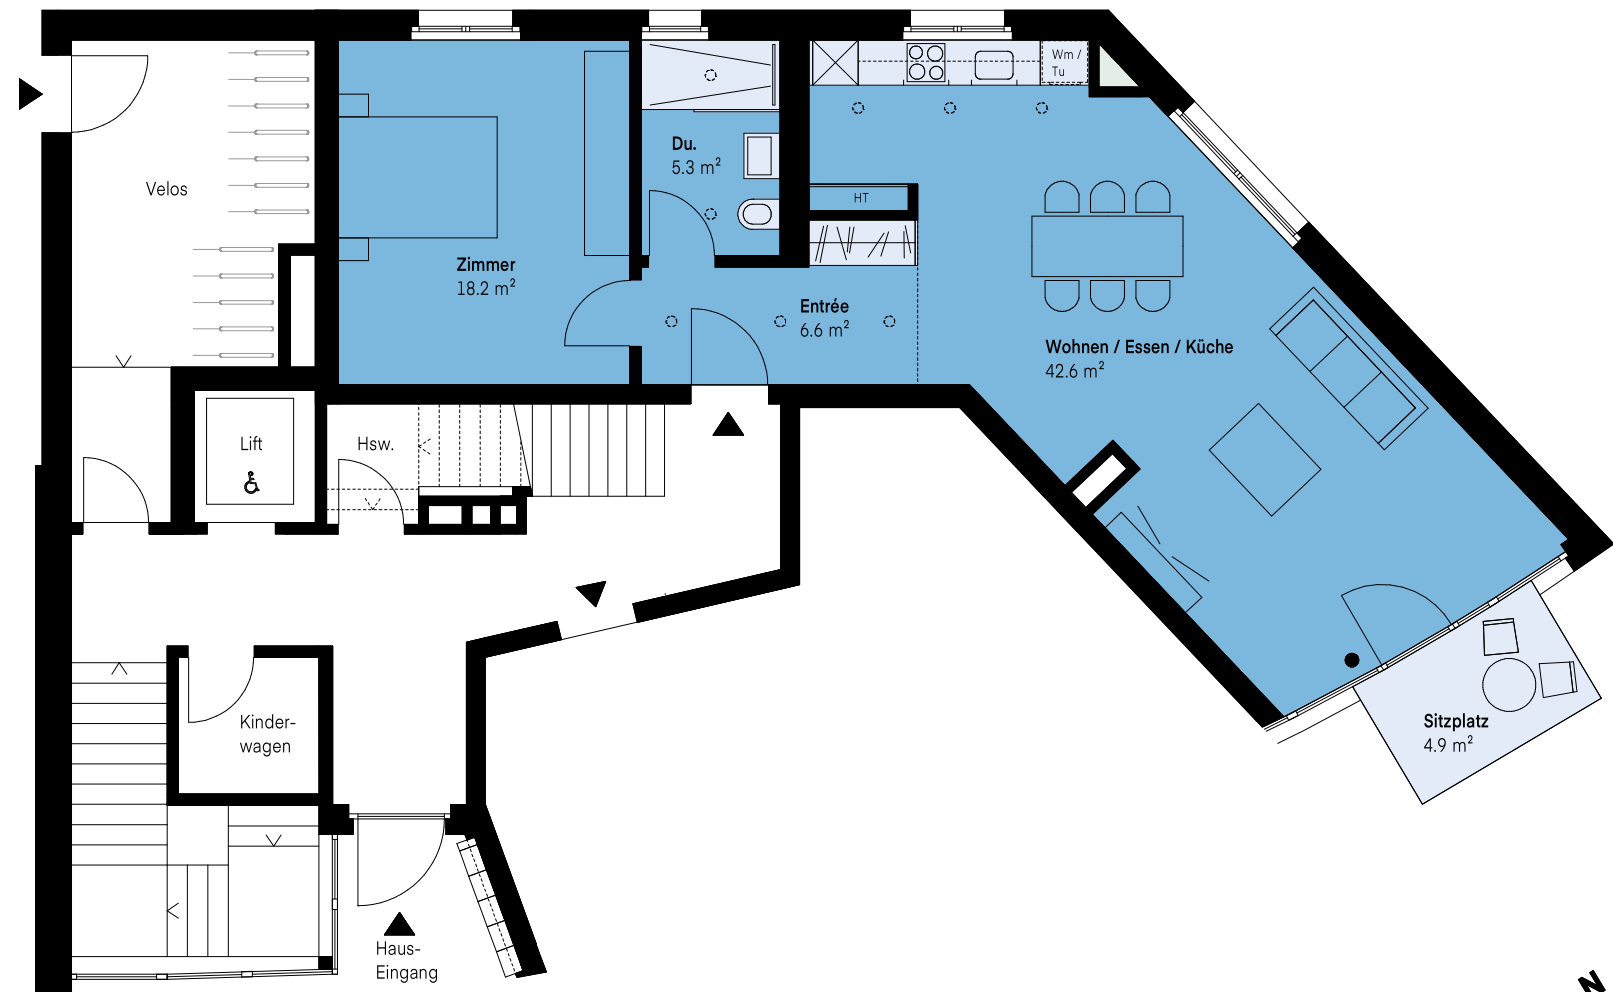 Wm /
Tu
Du.
5.3 m²
Velos
HT
Zimmer
18.2 m²
Entrée
6.6 m²
Wohnen / Essen / Küche
42.6 m²
Lift
Hsw.
Kinder-
wagen
Sitzplatz
4.9 m²
Haus-
Eingang
N